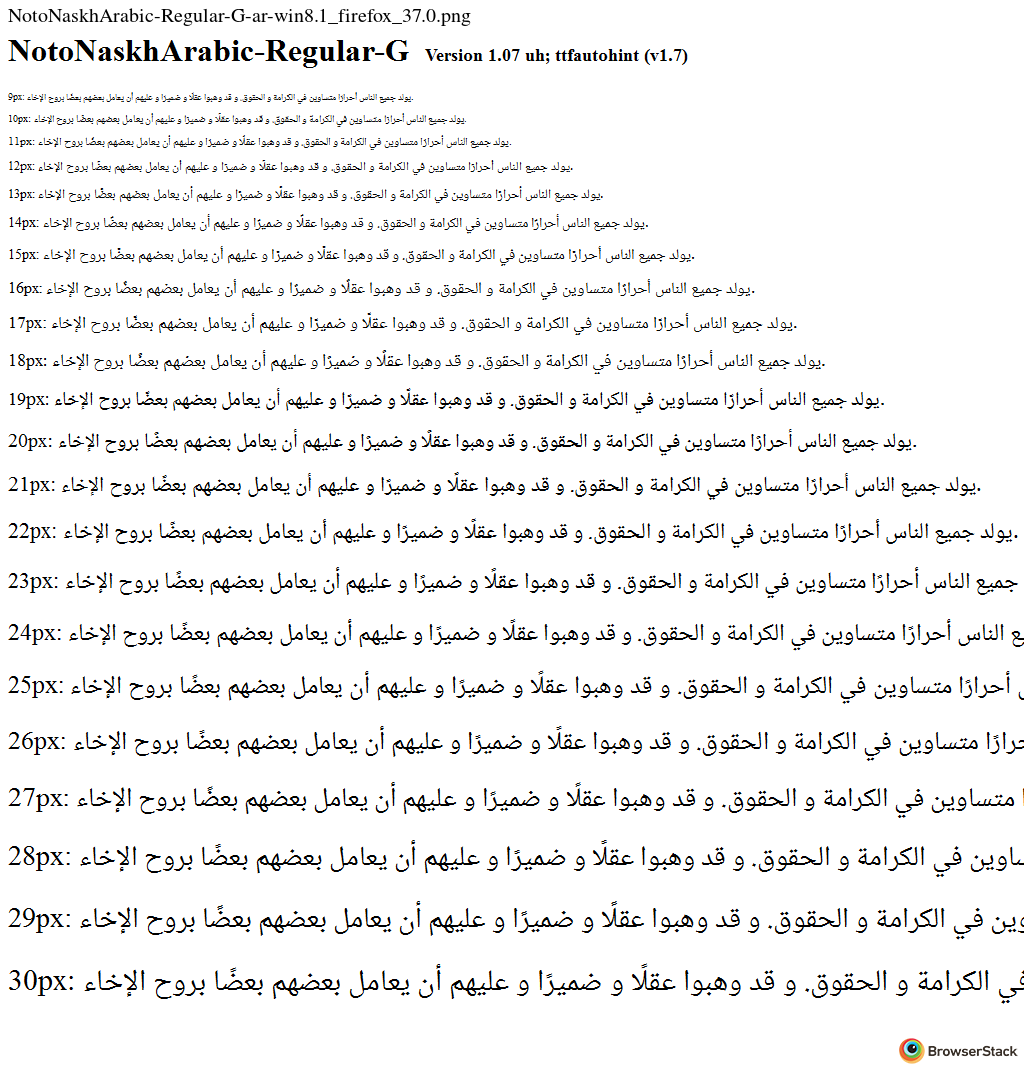 NotoNaskhArabic-Regular-G-ar-win8.1_firefox_37.0.png
NotoNaskhArabic-Regular-G Version 1.07 uh; ttfautohint (v1.7)
9px: يولد جميع الناس أحرارًا متساوين في الكرامة و الحقوق. و قد وهبوا عقلًا و ضميرًا و عليهم أن يعامل بعضهم بعضًا بروح الإخاء.
10px: يولد جميع الناس أحرارًا متساوين في الكرامة و الحقوق. و قد وهبوا عقلًا و ضميرًا و عليهم أن يعامل بعضهم بعضًا بروح الإخاء.
11px: يولد جميع الناس أحرارًا متساوين في الكرامة و الحقوق. و قد وهبوا عقلًا و ضميرًا و عليهم أن يعامل بعضهم بعضًا بروح الإخاء.
12px: يولد جميع الناس أحرارًا متساوين في الكرامة و الحقوق. و قد وهبوا عقلًا و ضميرًا و عليهم أن يعامل بعضهم بعضًا بروح الإخاء.
13px: يولد جميع الناس أحرارًا متساوين في الكرامة و الحقوق. و قد وهبوا عقلًا و ضميرًا و عليهم أن يعامل بعضهم بعضًا بروح الإخاء.
14px: يولد جميع الناس أحرارًا متساوين في الكرامة و الحقوق. و قد وهبوا عقلًا و ضميرًا و عليهم أن يعامل بعضهم بعضًا بروح الإخاء.
15px: يولد جميع الناس أحرارًا متساوين في الكرامة و الحقوق. و قد وهبوا عقلًا و ضميرًا و عليهم أن يعامل بعضهم بعضًا بروح الإخاء.
16px: يولد جميع الناس أحرارًا متساوين في الكرامة و الحقوق. و قد وهبوا عقلًا و ضميرًا و عليهم أن يعامل بعضهم بعضًا بروح الإخاء.
17px: يولد جميع الناس أحرارًا متساوين في الكرامة و الحقوق. و قد وهبوا عقلًا و ضميرًا و عليهم أن يعامل بعضهم بعضًا بروح الإخاء.
18px: يولد جميع الناس أحرارًا متساوين في الكرامة و الحقوق. و قد وهبوا عقلًا و ضميرًا و عليهم أن يعامل بعضهم بعضًا بروح الإخاء.
19px: يولد جميع الناس أحرارًا متساوين في الكرامة و الحقوق. و قد وهبوا عقلًا و ضميرًا و عليهم أن يعامل بعضهم بعضًا بروح الإخاء.
20px: يولد جميع الناس أحرارًا متساوين في الكرامة و الحقوق. و قد وهبوا عقلًا و ضميرًا و عليهم أن يعامل بعضهم بعضًا بروح الإخاء.
21px: يولد جميع الناس أحرارًا متساوين في الكرامة و الحقوق. و قد وهبوا عقلًا و ضميرًا و عليهم أن يعامل بعضهم بعضًا بروح الإخاء.
22px: يولد جميع الناس أحرارًا متساوين في الكرامة و الحقوق. و قد وهبوا عقلًا و ضميرًا و عليهم أن يعامل بعضهم بعضًا بروح الإخاء.
23px: جميع الناس أحرارًا متساوين في الكرامة و الحقوق. و قد وهبوا عقلًا و ضميرًا و عليهم أن يعامل بعضهم بعضًا بروح الإخاء
24px: الناس أحرارًا متساوين في الكرامة و الحقوق. و قد وهبوا عقلًا و ضميرًا و عليهم أن يعامل بعضهم بعضًا بروح الإخاء
25px: أحرارًا متساوين في الكرامة و الحقوق. و قد وهبوا عقلًا و ضميرًا و عليهم أن يعامل بعضهم بعضًا بروح الإخاء
26px: متساوين في الكرامة و الحقوق. و قد وهبوا عقلًا و ضميرًا و عليهم أن يعامل بعضهم بعضًا بروح الإخاء
27px: متساوين في الكرامة و الحقوق. و قد وهبوا عقلًا و ضميرًا و عليهم أن يعامل بعضهم بعضًا بروح الإخاء
28px: في الكرامة و الحقوق. و قد وهبوا عقلًا و ضميرًا و عليهم أن يعامل بعضهم بعضًا بروح الإخاء
29px: في الكرامة و الحقوق. و قد وهبوا عقلًا و ضميرًا و عليهم أن يعامل بعضهم بعضًا بروح الإخاء
30px: في الكرامة و الحقوق. و قد وهبوا عقلًا و ضميرًا و عليهم أن يعامل بعضهم بعضًا بروح الإخاء
BrowserStack